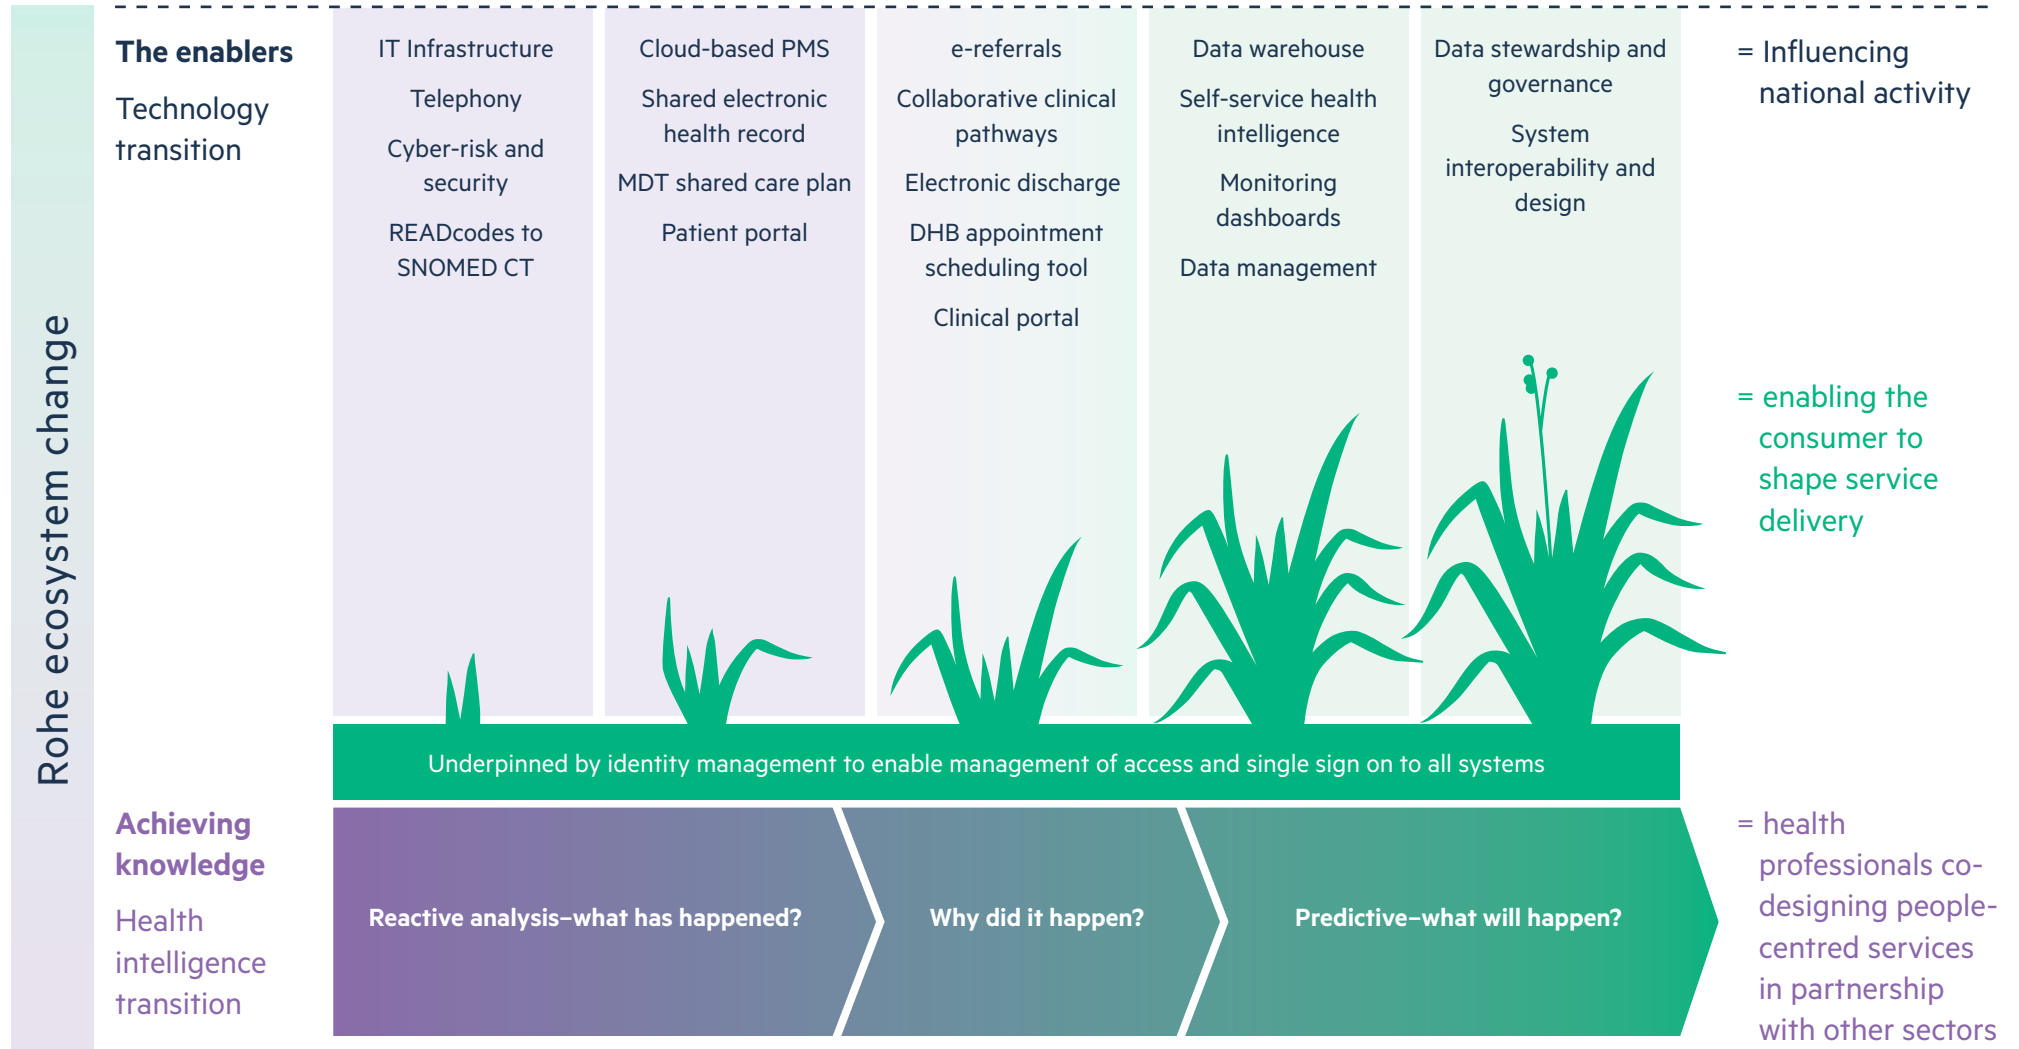 Rohe ecosystem change
The enablers
Technology
transition
IT Infrastructure
Telephony
Cyber-risk and
security
READcodes to
SNOMED CT
Cloud-based PMS
Shared electronic
health record
MDT shared care plan
Patient portal
e-referrals
Collaborative clinical
pathways
Electronic discharge
DHB appointment
scheduling tool
Clinical portal
Data warehouse
Self-service health
intelligence
Monitoring
dashboards
Data management
Data stewardship and
governance
System
interoperability and
design
= Influencing
national activity
= enabling the
consumer to
shape service
delivery
Underpinned by identity management to enable management of access and single sign on to all systems
Achieving
knowledge
Health
intelligence
transition
Reactive analysis–what has happened?
Why did it happen?
Predictive–what will happen?
= health
professionals co-
designing people-
centred services
in partnership
with other sectors